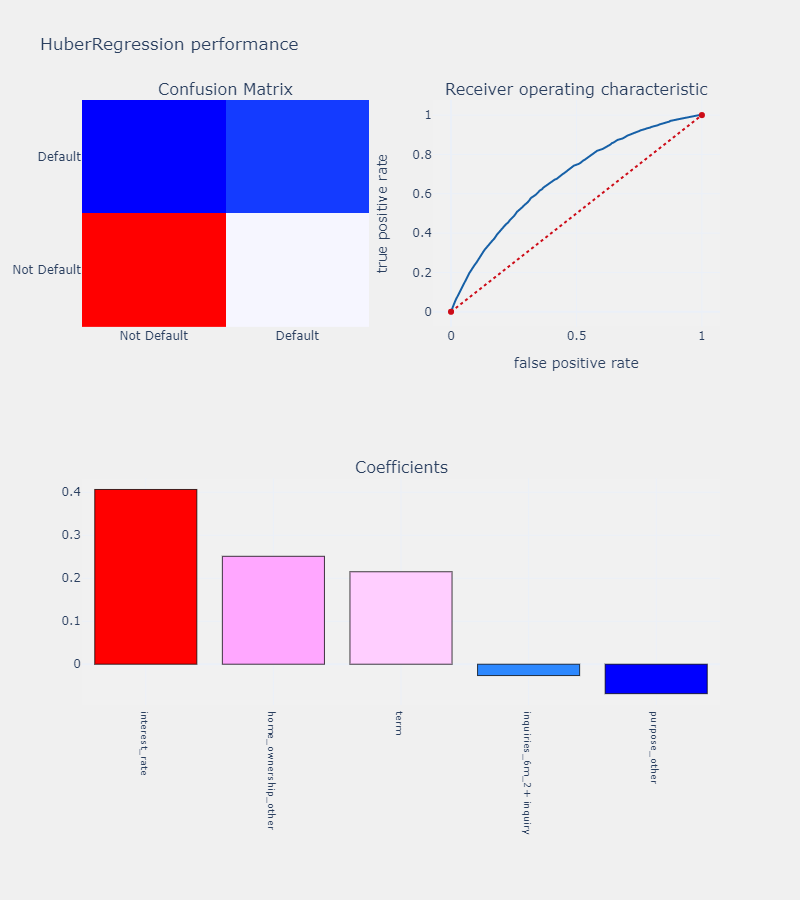 HuberRegression performance
Confusion Matrix
Default
Not Default
Not Default Default
Receiver operating characteristic
true positive rate
1
0.8
0.6
0.4
0.2
0
0 0.5 1
false positive rate
Coefficients
0.4
0.3
0.2
0.1
0
interest_rate
home_ownership_other
term
inquiries_6m_2+ inquiry
purpose_other